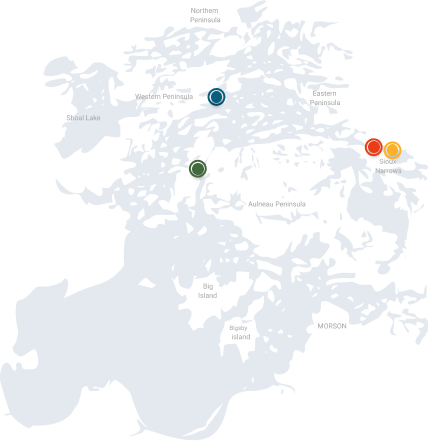 Northern
Peninsula
Western Peninsula
Eastern
Peninsula
Shoal Lake
Sioux
Narrows
Aulneau Peninsula
Big
Island
Bigsby
island
MORSON